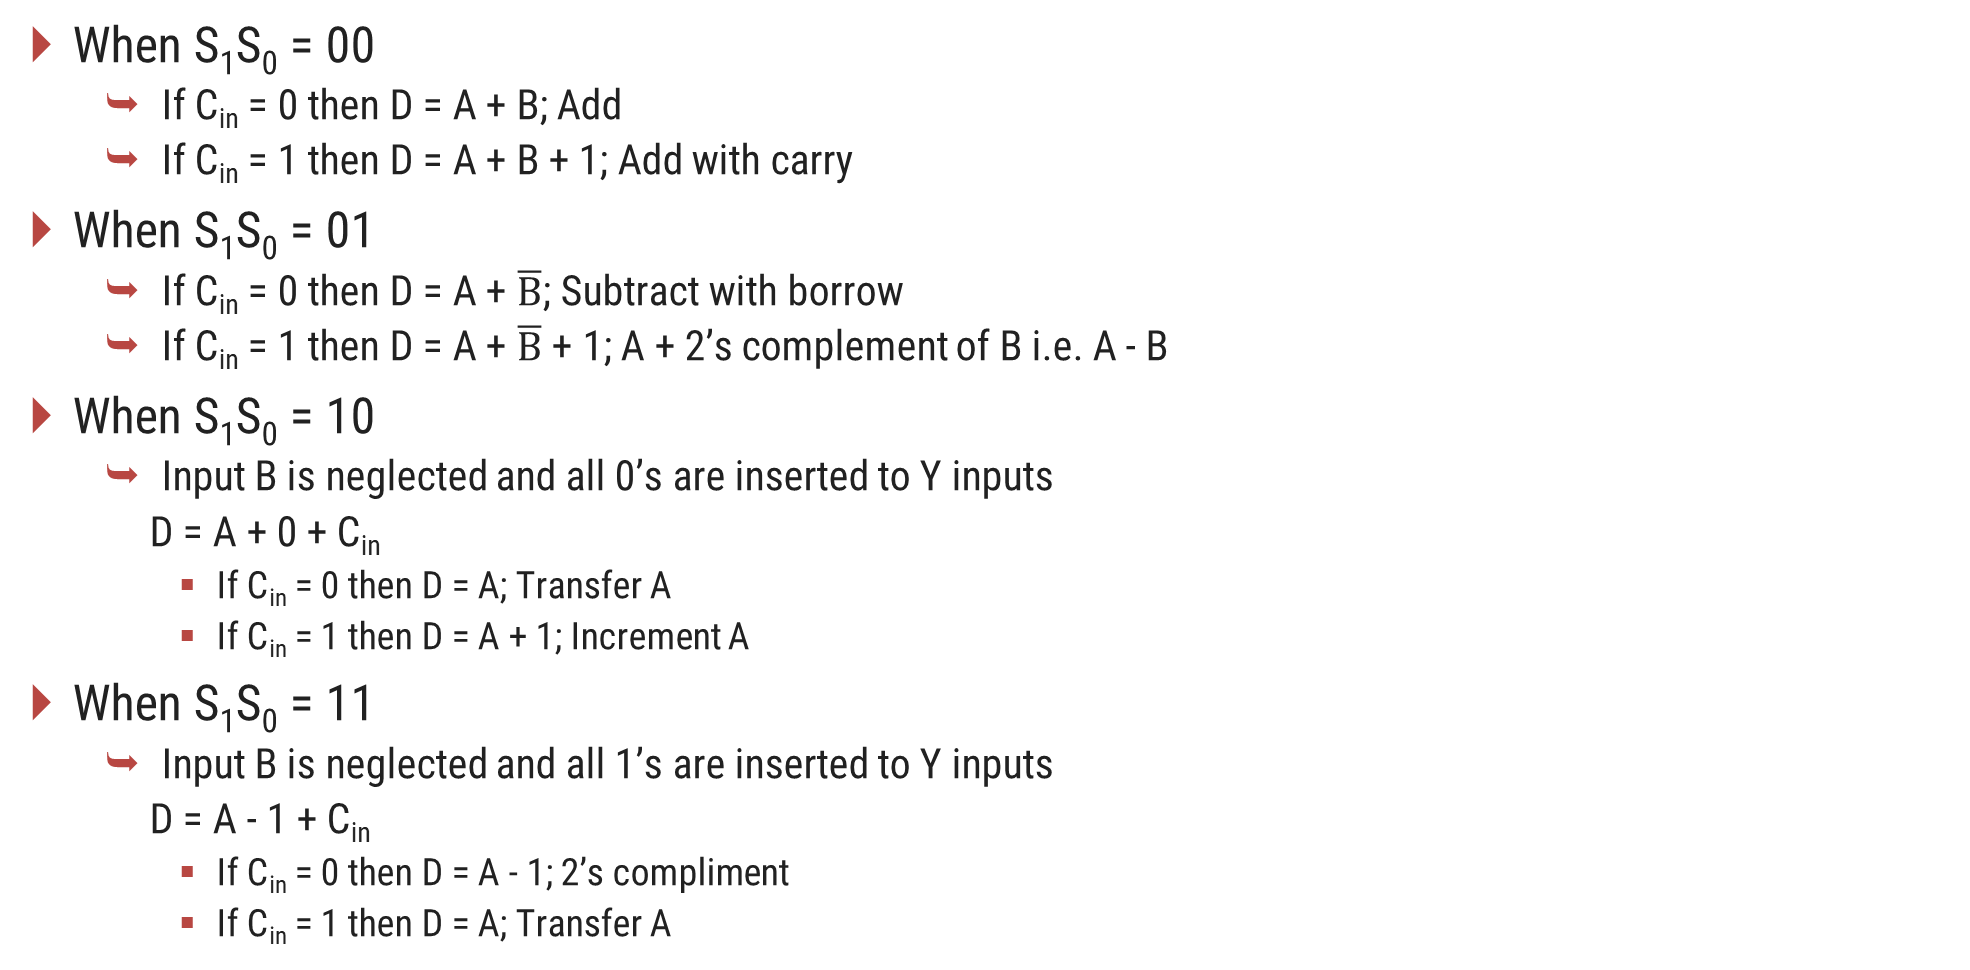 When S₁S₀ = 00
If Cᵢₙ = 0 then D = A + B; Add
If Cᵢₙ = 1 then D = A + B + 1; Add with carry
When S₁S₀ = 01
If Cᵢₙ = 0 then D = A + B̅; Subtract with borrow
If Cᵢₙ = 1 then D = A + B̅ + 1; A + 2’s complement of B i.e. A - B
When S₁S₀ = 10
Input B is neglected and all 0’s are inserted to Y inputs
D = A + 0 + Cᵢₙ
If Cᵢₙ = 0 then D = A; Transfer A
If Cᵢₙ = 1 then D = A + 1; Increment A
When S₁S₀ = 11
Input B is neglected and all 1’s are inserted to Y inputs
D = A - 1 + Cᵢₙ
If Cᵢₙ = 0 then D = A - 1; 2’s compliment
If Cᵢₙ = 1 then D = A; Transfer A